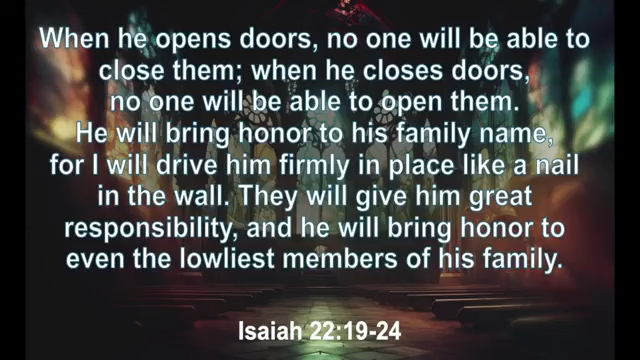 When he opens doors, no one will be able to
close them; when he closes doors,
no one will be able to open them.
He will bring honor to his family name,
for I will drive him firmly in place like a nail
in the wall. They will give him great
responsibility, and he will bring honor to
even the lowliest members of his family.
Isaiah 22:19-24